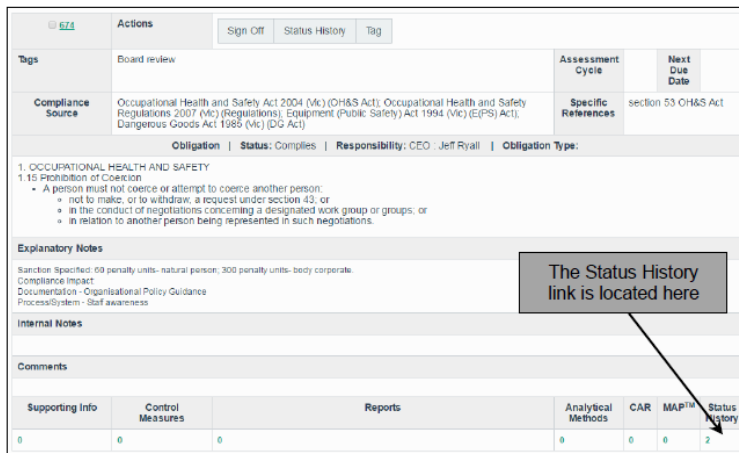 674
Actions
Sign Off
Status History
Tag
Tags
Board review
Assessment
Cycle
Next
Due
Date
Compliance
Source
Occupational Health and Safety Act 2004 (Vic) (OH&S Act); Occupational Health and Safety
Regulations 2007 (Vic) (Regulations); Equipment (Public Safety) Act 1994 (Vic) (E(PS) Act);
Dangerous Goods Act 1985 (Vic) (DG Act)
Specific
References
section 53 OH&S Act
Obligation | Status: Complies | Responsibility: CEO : Jeff Ryall | Obligation Type:
1. OCCUPATIONAL HEALTH AND SAFETY
1.15 Prohibition of Coercion
A person must not coerce or attempt to coerce another person:
not to make, or to withdraw, a request under section 43; or
in the conduct of negotiations concerning a designated work group or groups; or
in relation to another person being represented in such negotiations.
Explanatory Notes
Sanction Specified: 60 penalty units- natural person; 300 penalty units- body corporate.
Compliance Impact
Documentation - Organisational Policy Guidance
Process/System - Staff awareness
The Status History
link is located here
Internal Notes
Comments
Supporting Info
Control
Measures
Reports
Analytical
Methods
CAR
MAP™
Status
History
0
0
0
0
0
0
2